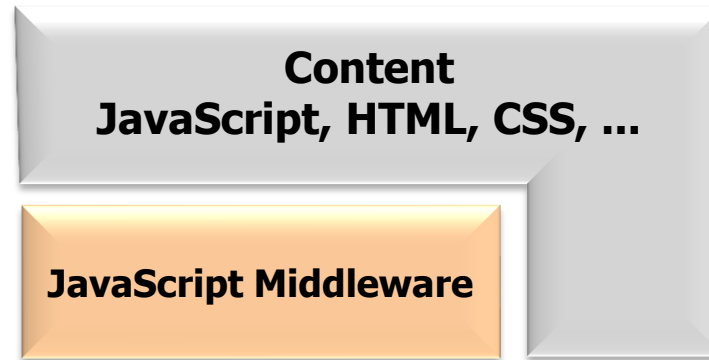 Content
JavaScript, HTML, CSS, ...
JavaScript Middleware